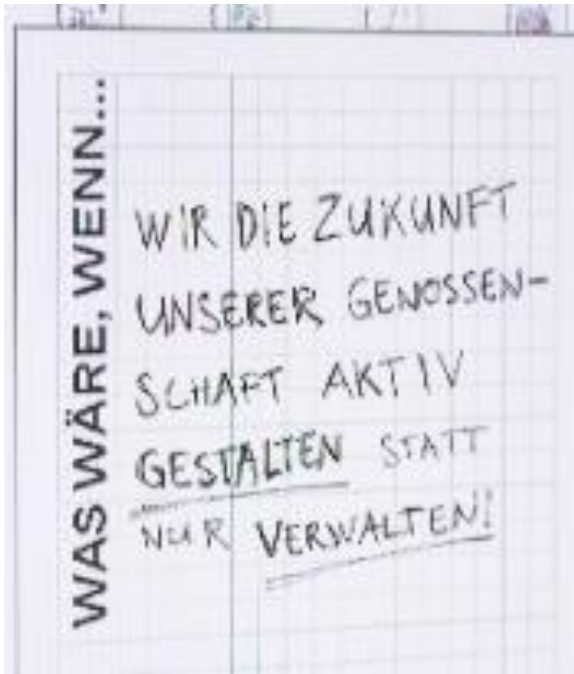 WAS WÄRE, WENN...
WIR DIE ZUKUNFT
UNSERER GENOSSEN-
SCHAFT AKTIV
GESTALTEN STATT
NUR VERWALTEN!